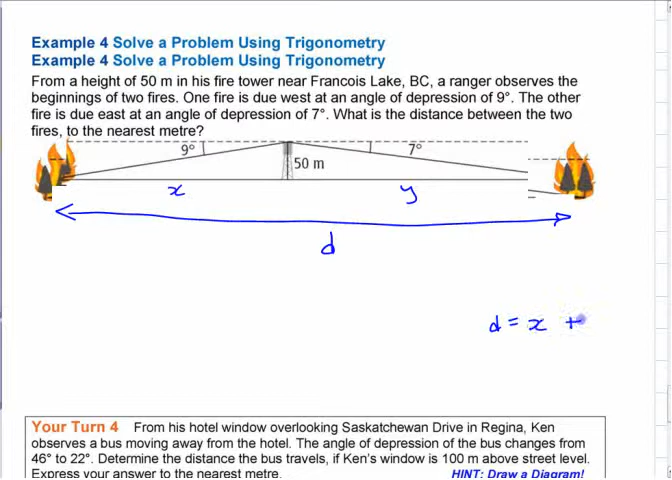 Example 4 Solve a Problem Using Trigonometry
Example 4 Solve a Problem Using Trigonometry
From a height of 50 m in his fire tower near Francois Lake, BC, a ranger observes the
beginnings of two fires. One fire is due west at an angle of depression of 9°. The other
fire is due east at an angle of depression of 7°. What is the distance between the two
fires, to the nearest metre?
9°
7°
50 m
x
y
d
d = x +
Your Turn 4 From his hotel window overlooking Saskatchewan Drive in Regina, Ken
observes a bus moving away from the hotel. The angle of depression of the bus changes from
46° to 22°. Determine the distance the bus travels, if Ken's window is 100 m above street level.
Express your answer to the nearest metre. HINT: Draw a Diagram!